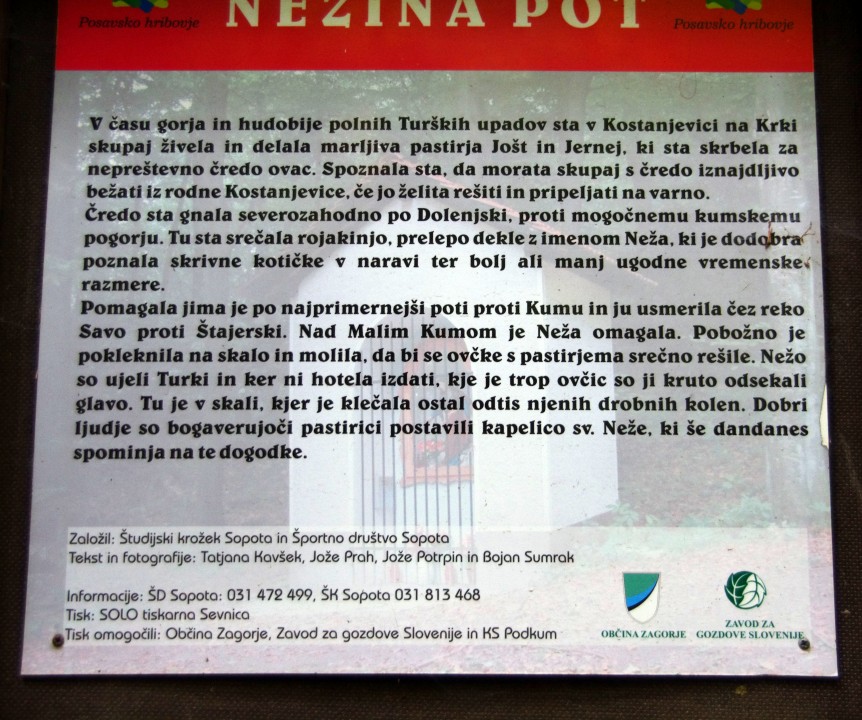 Posavsko hribovje
NEŽINA POT
Posavsko hribovje
V času gorja in hudobije polnih Turških upadov sta v Kostanjevici na Krki
skupaj živela in delala marljiva pastirja Jošt in Jernej, ki sta skrbela za
nepreštevno čredo ovac. Spoznala sta, da morata skupaj s čredo iznajdljivo
bežati iz rodne Kostanjevice, če jo želita rešiti in pripeljati na varno.
Čredo sta gnala severozahodno po Dolenjski, proti mogočnemu kumskemu
pogorju. Tu sta srečala rojakinjo, prelepo dekle z imenom Neža, ki je dodobra
poznala skrivne kotičke v naravi ter bolj ali manj ugodne vremenske
razmere.
Pomagala jima je po najprimernejši poti proti Kumu in ju usmerila čez reko
Savo proti Štajerski. Nad Malim Kumom je Neža omagala. Pobožno je
pokleknila na skalo in molila, da bi se ovčke s pastirjema srečno rešile. Nežo
so ujeli Turki in ker ni hotela izdati, kje je trop ovčic so ji kruto odsekali
glavo. Tu je v skali, kjer je klečala ostal odtis njenih drobnih kolen. Dobri
ljudje so bogaverujoči pastirici postavili kapelico sv. Neže, ki še dandanes
spominja na te dogodke.
Založil: Študijski krožek Sopota in Športno društvo Sopota
Tekst in fotografije: Tatjana Kavšek, Jože Prah, Jože Potrpin in Bojan Sumrak
Informacije: ŠD Sopota: 031 472 499, ŠK Sopota 031 813 468
Tisk: SOLO tiskarna Sevnica
Tisk omogočili: Občina Zagorje, Zavod za gozdove Slovenije in KS Podkum
OBČINA ZAGORJE
ZAVOD ZA
GOZDOVE SLOVENIJE